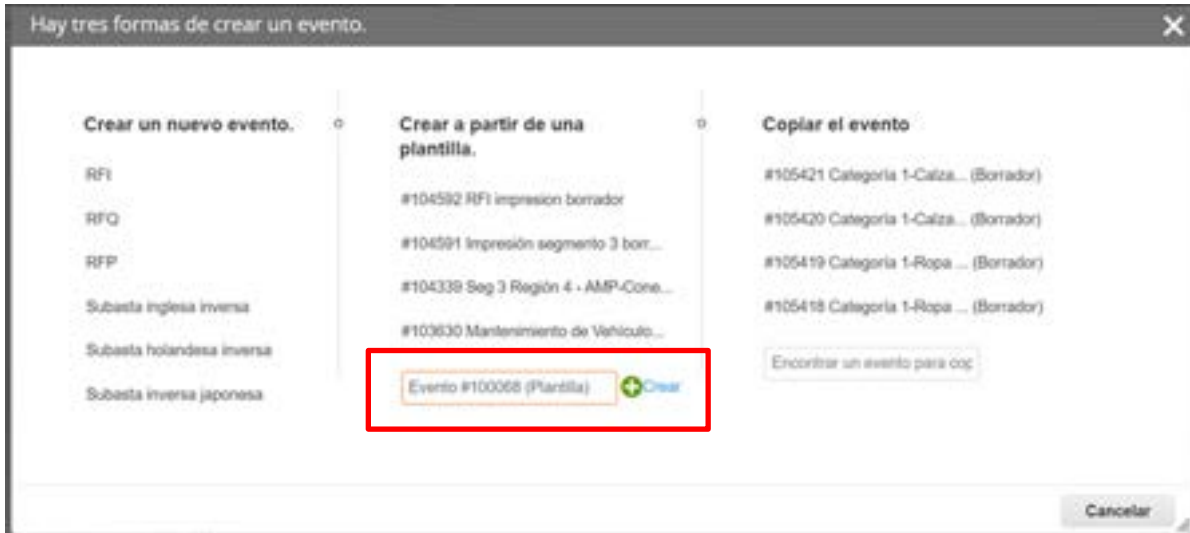 Hay tres formas de crear un evento.
Crear un nuevo evento.
RFI
RFQ
RFP
Subasta inglesa inversa
Subasta holandesa inversa
Subasta inversa japonesa
Crear a partir de una
plantilla.
#104592 RFI impresion borrador
#104591 Impresión segmento 3 borr...
#104339 Seg 3 Región 4 - AMP-Cone...
#103630 Mantenimiento de Vehículo...
Evento #100068 (Plantilla) Crear
Copiar el evento
#105421 Categoria 1-Calza... (Borrador)
#105420 Categoria 1-Calza... (Borrador)
#105419 Categoria 1-Ropa ... (Borrador)
#105418 Categoria 1-Ropa ... (Borrador)
Encontrar un evento para cop
Cancelar